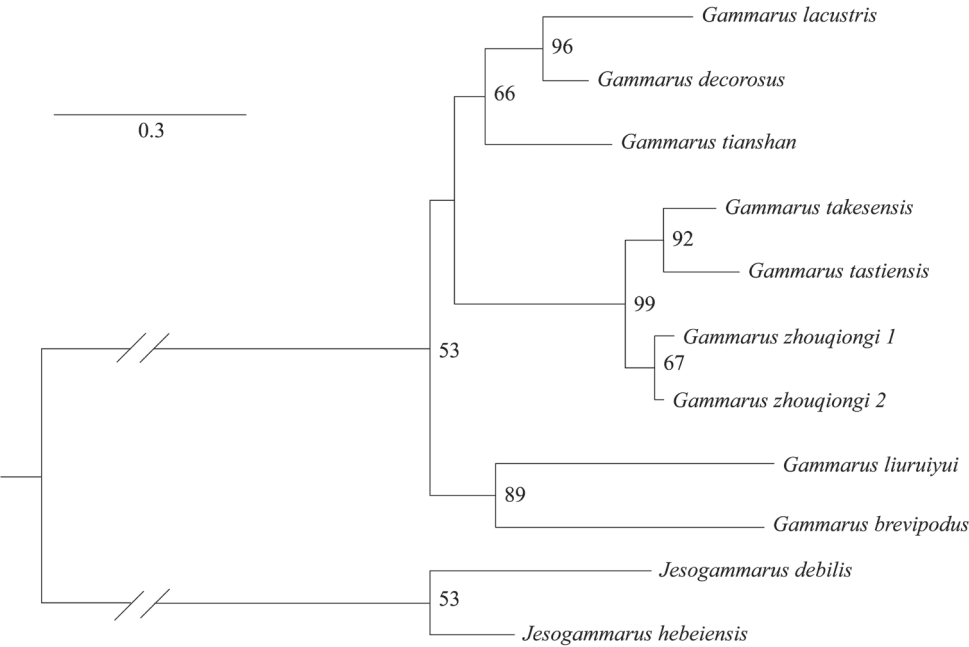 Gammarus lacustris
96
Gammarus decorosus
66
0.3
Gammarus tianshan
Gammarus takesensis
92
Gammarus tastiensis
99
Gammarus zhouqiongi 1
53
67
Gammarus zhouqiongi 2
Gammarus liuruiyui
89
Gammarus brevipodus
Jesogammarus debilis
53
Jesogammarus hebeiensis